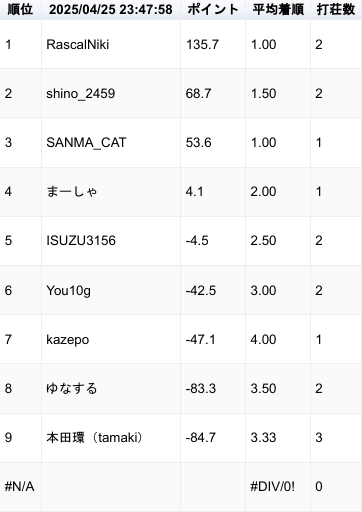 順位 2025/04/25 23:47:58 ポイント 平均着順 打荘数
1 RascalNiki 135.7 1.00 2
2 shino_2459 68.7 1.50 2
3 SANMA_CAT 53.6 1.00 1
4 まーしゃ 4.1 2.00 1
5 ISUZU3156 -4.5 2.50 2
6 You10g -42.5 3.00 2
7 kazepo -47.1 4.00 1
8 ゆなする -83.3 3.50 2
9 本田環（tamaki） -84.7 3.33 3
#N/A #DIV/0! 0